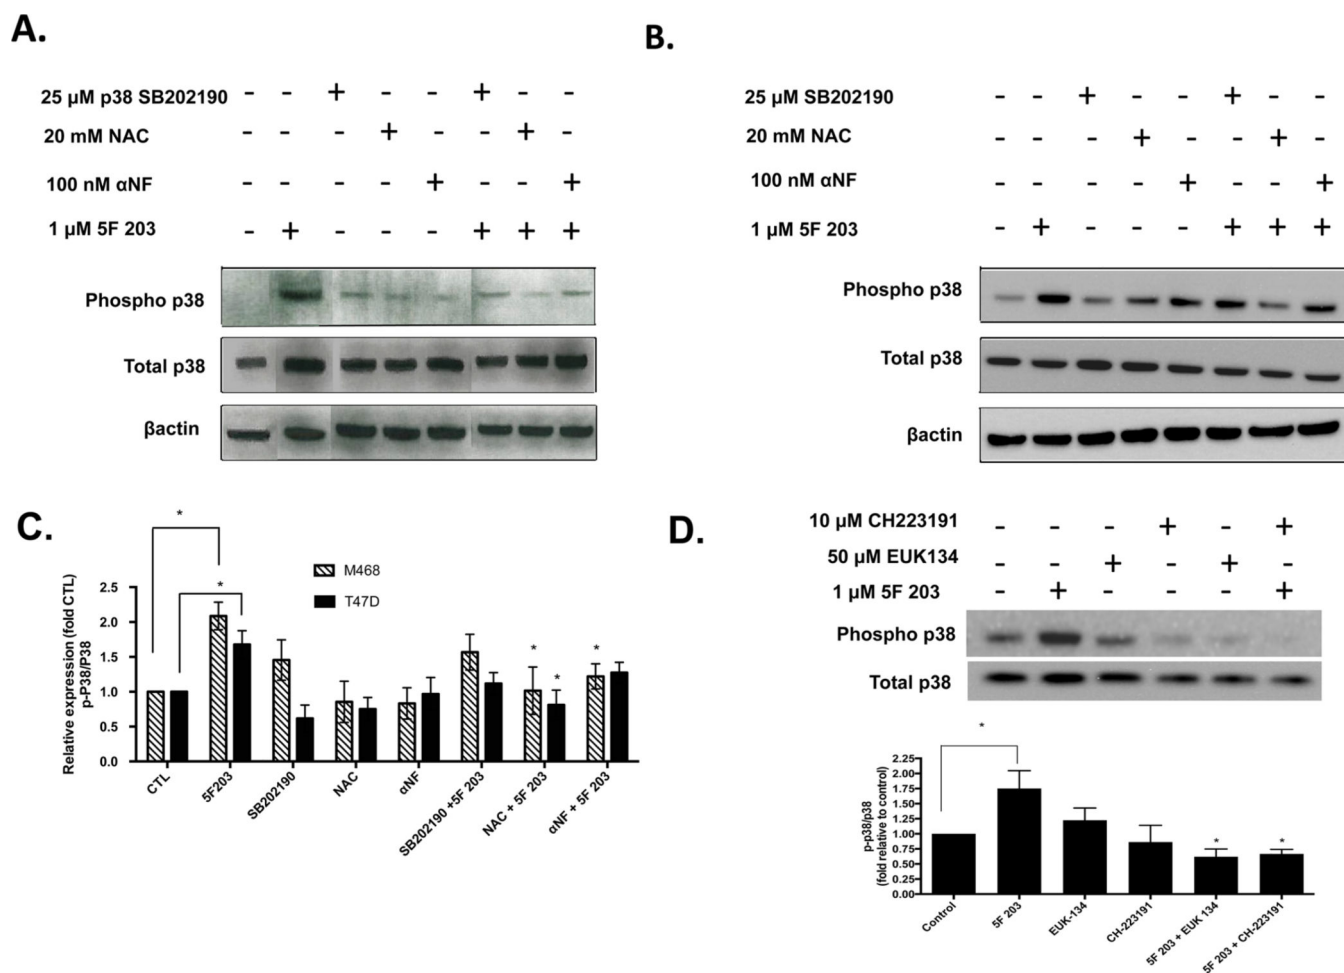 A.
25 µM p38 SB202190 - - + - - + - -
20 mM NAC - - - + - - + -
100 nM αNF - - - - + - - +
1 µM 5F 203 - + - - - + + +
Phospho p38
Total p38
βactin
B.
25 µM SB202190 - - + - - + - -
20 mM NAC - - - + - - + -
100 nM αNF - - - - + - - +
1 µM 5F 203 - + - - - + + +
Phospho p38
Total p38
βactin
C.
*
*
M468
T47D
Relative expression (fold CTL)
p-P38/P38
2.5
2.0
1.5
1.0
0.5
0.0
* * *
CTL
5F203
SB202190
NAC
αNF
SB202190 +5F 203
NAC + 5F 203
αNF + 5F 203
D.
10 µM CH223191 - - - + - +
50 µM EUK134 - - + - + -
1 µM 5F 203 - + - - - +
Phospho p38
Total p38
*
p-p38/p38
(fold relative to control)
2.25
2.00
1.75
1.50
1.25
1.00
0.75
0.50
0.25
0.00
* *
Control
5F 203
EUK-134
CH-223191
5F 203 + EUK 134
5F 203 + CH-223191